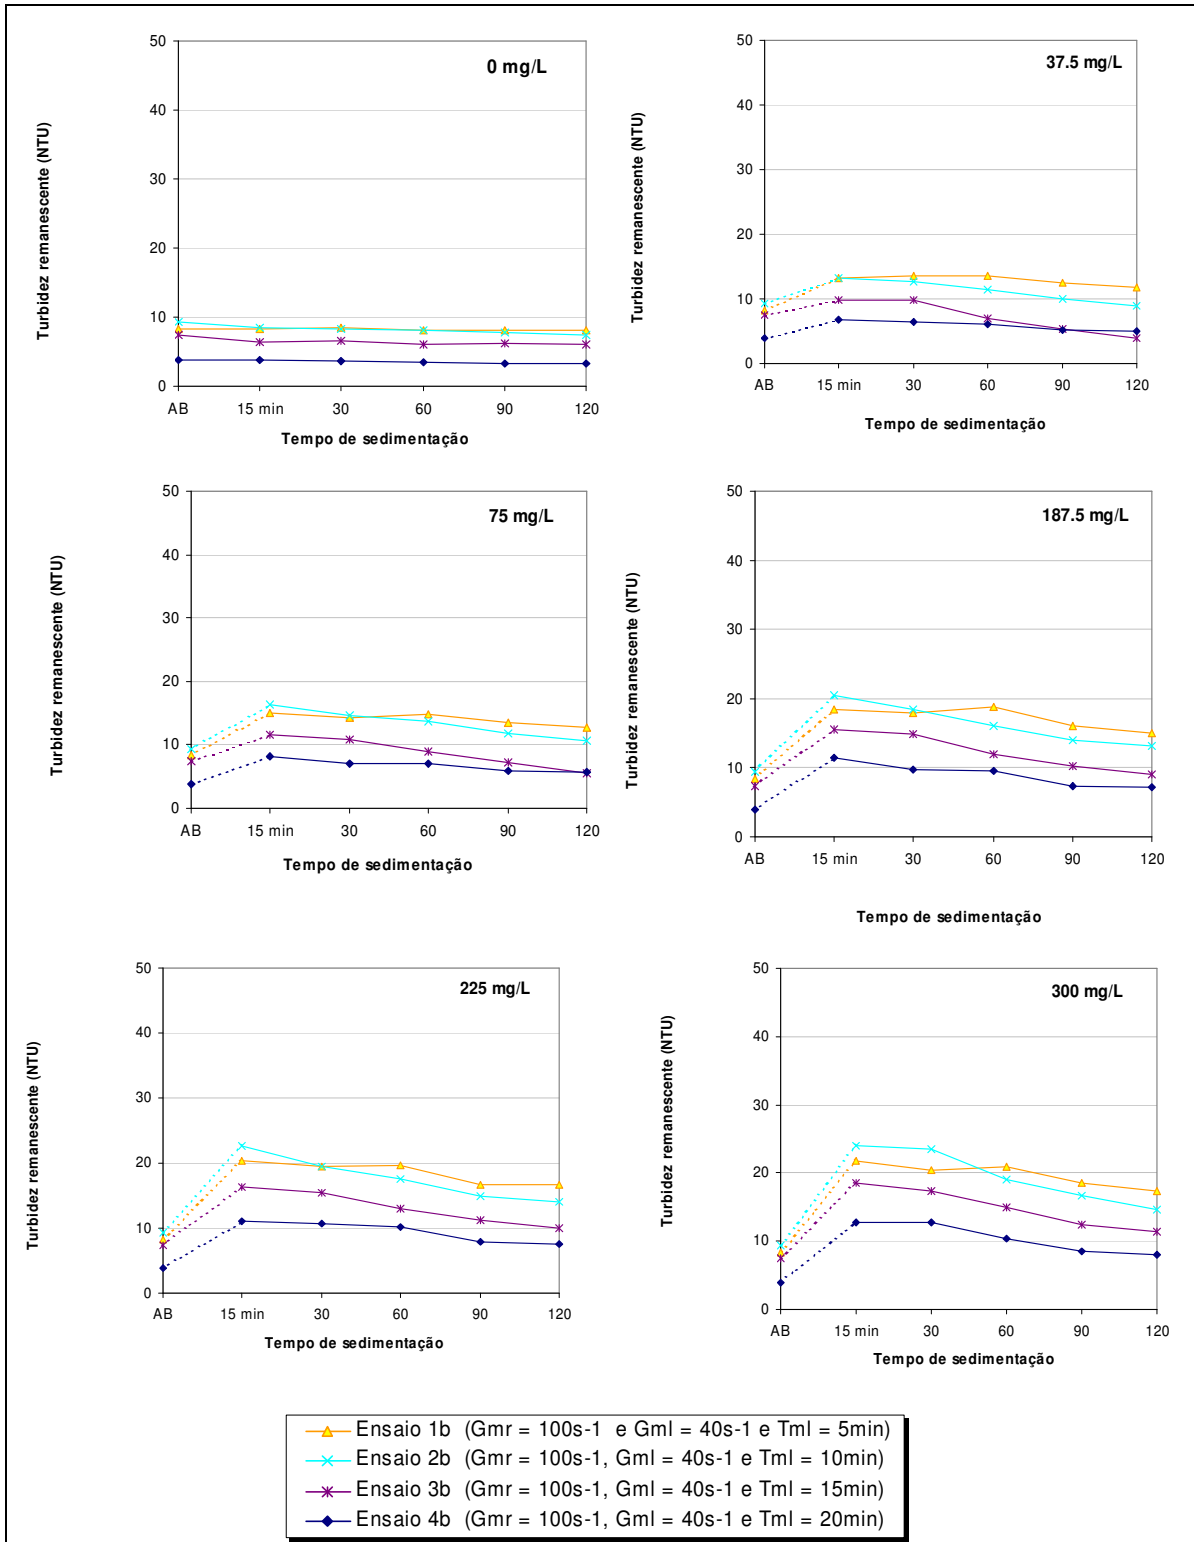 0 mg/L
Turbidez remanescente (NTU)
50
40
30
20
10
0
AB 15 min 30 60 90 120
Tempo de sedimentação
37.5 mg/L
Turbidez remanescente (NTU)
50
40
30
20
10
0
AB 15 min 30 60 90 120
Tempo de sedimentação
75 mg/L
Turbidez remanescente (NTU)
50
40
30
20
10
0
AB 15 min 30 60 90 120
Tempo de sedimentação
187.5 mg/L
Turbidez remanescente (NTU)
50
40
30
20
10
0
AB 15 min 30 60 90 120
Tempo de sedimentação
225 mg/L
Turbidez remanescente (NTU)
50
40
30
20
10
0
AB 15 min 30 60 90 120
Tempo de sedimentação
300 mg/L
Turbidez remanescente (NTU)
50
40
30
20
10
0
AB 15 min 30 60 90 120
Tempo de sedimentação
Ensaio 1b (Gmr = 100s-1 e Gml = 40s-1 e Tml = 5min)
Ensaio 2b (Gmr = 100s-1, Gml = 40s-1 e Tml = 10min)
Ensaio 3b (Gmr = 100s-1, Gml = 40s-1 e Tml = 15min)
Ensaio 4b (Gmr = 100s-1, Gml = 40s-1 e Tml = 20min)